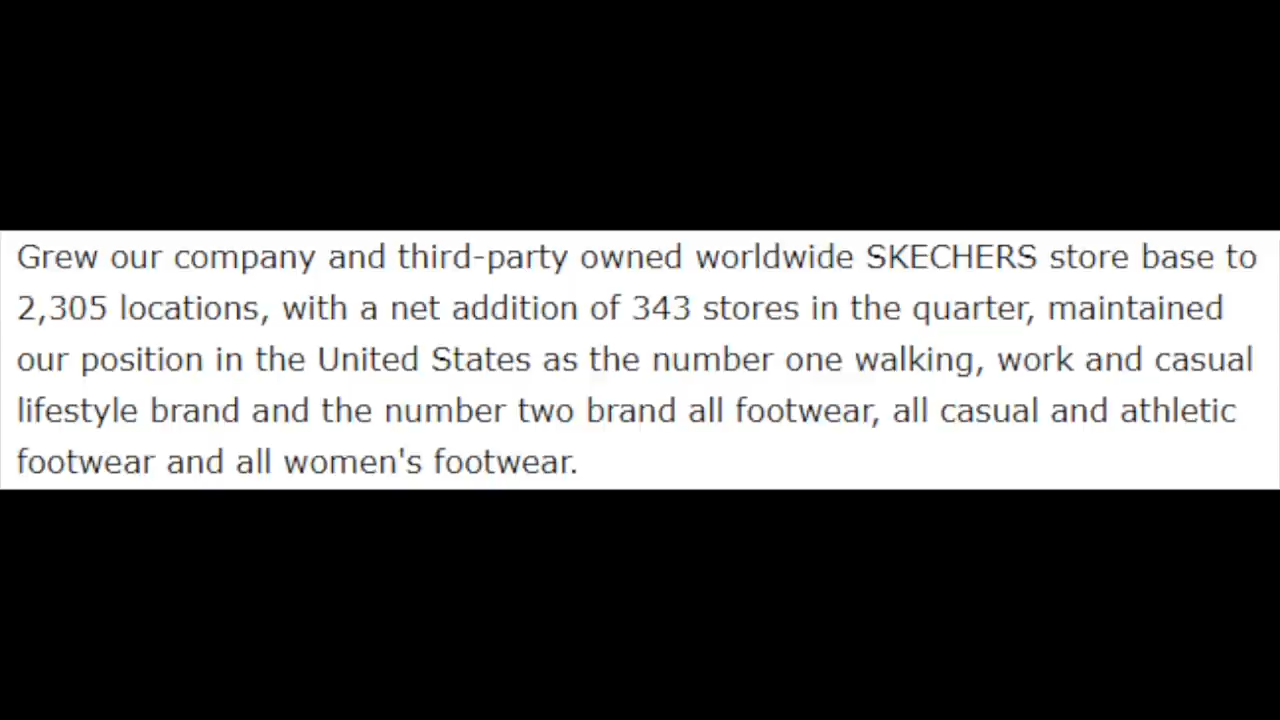 Grew our company and third-party owned worldwide SKECHERS store base to
2,305 locations, with a net addition of 343 stores in the quarter, maintained
our position in the United States as the number one walking, work and casual
lifestyle brand and the number two brand all footwear, all casual and athletic
footwear and all women's footwear.